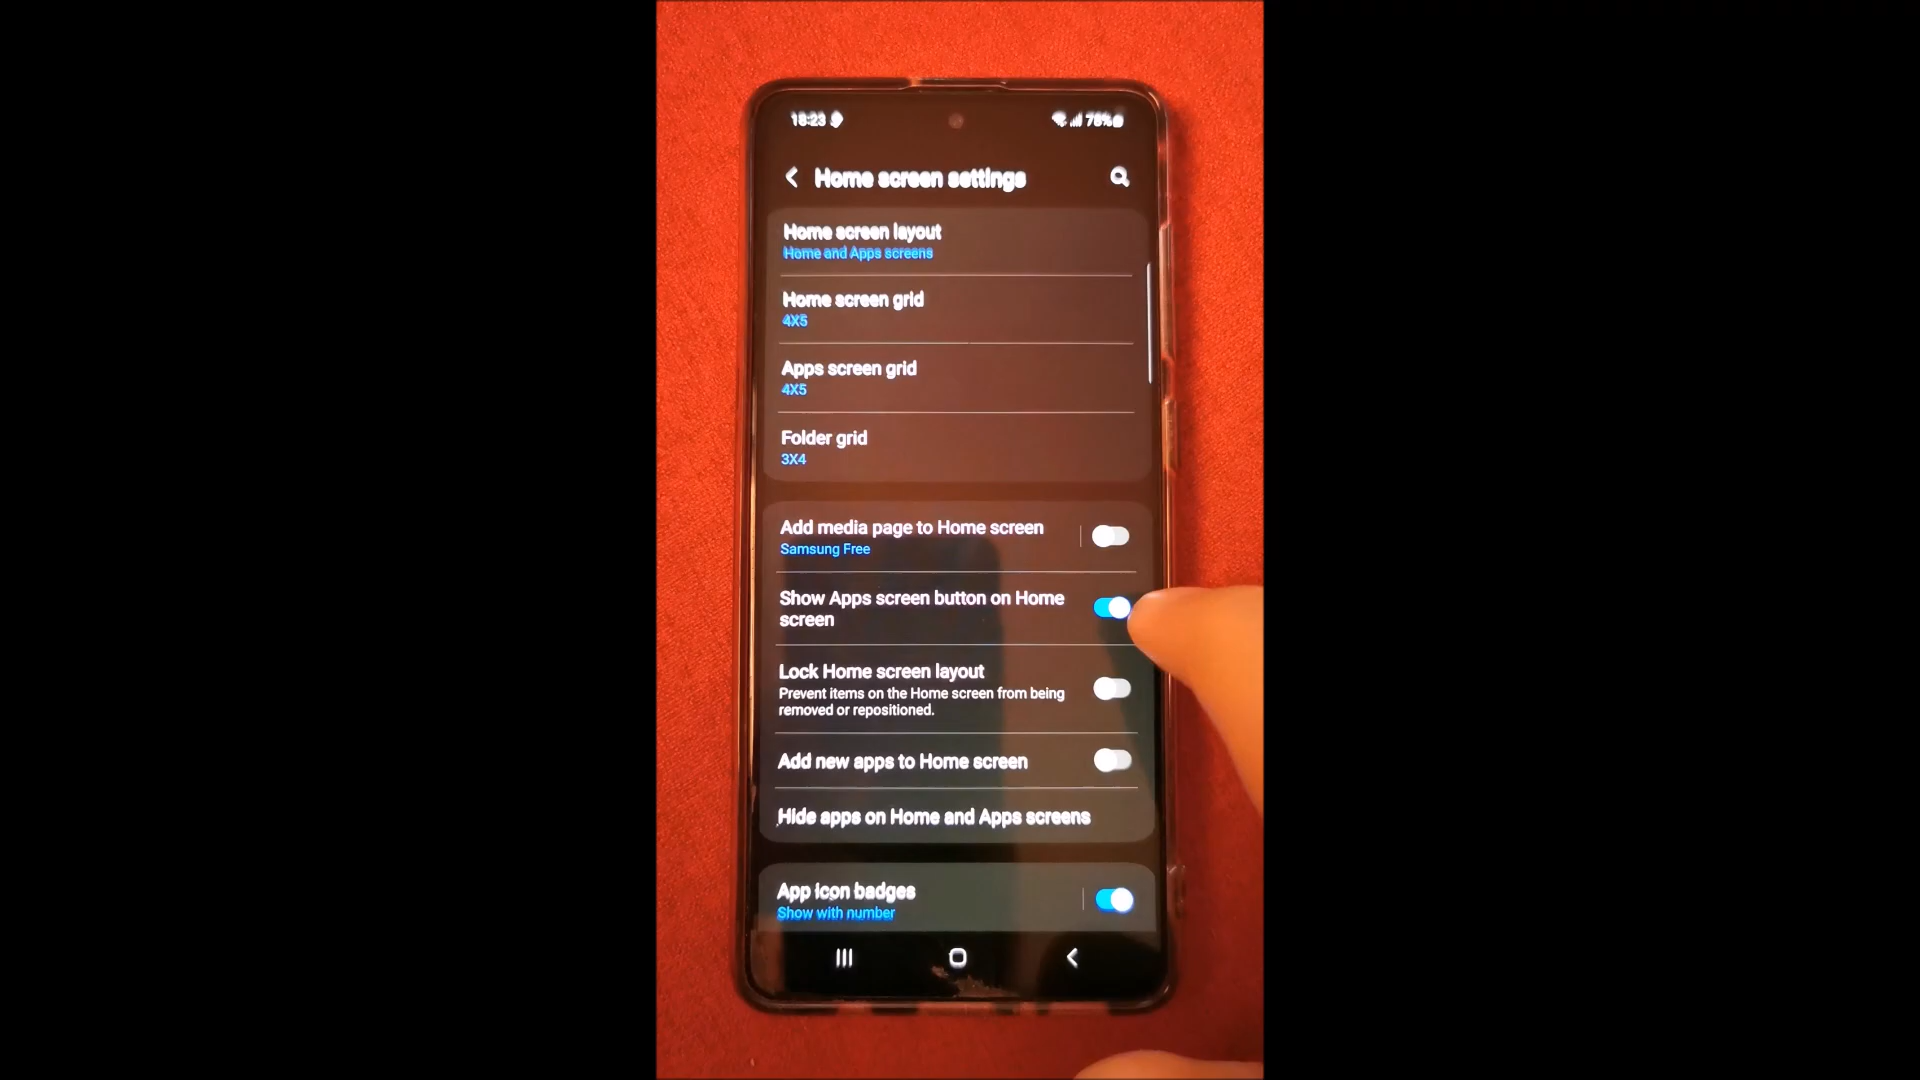 18:23
78%
Home screen settings
Home screen layout
Home and Apps screens
Home screen grid
4X5
Apps screen grid
4X5
Folder grid
3X4
Add media page to Home screen
Samsung Free
Show Apps screen button on Home
screen
Lock Home screen layout
Prevent items on the Home screen from being
removed or repositioned.
Add new apps to Home screen
Hide apps on Home and Apps screens
App icon badges
Show with number